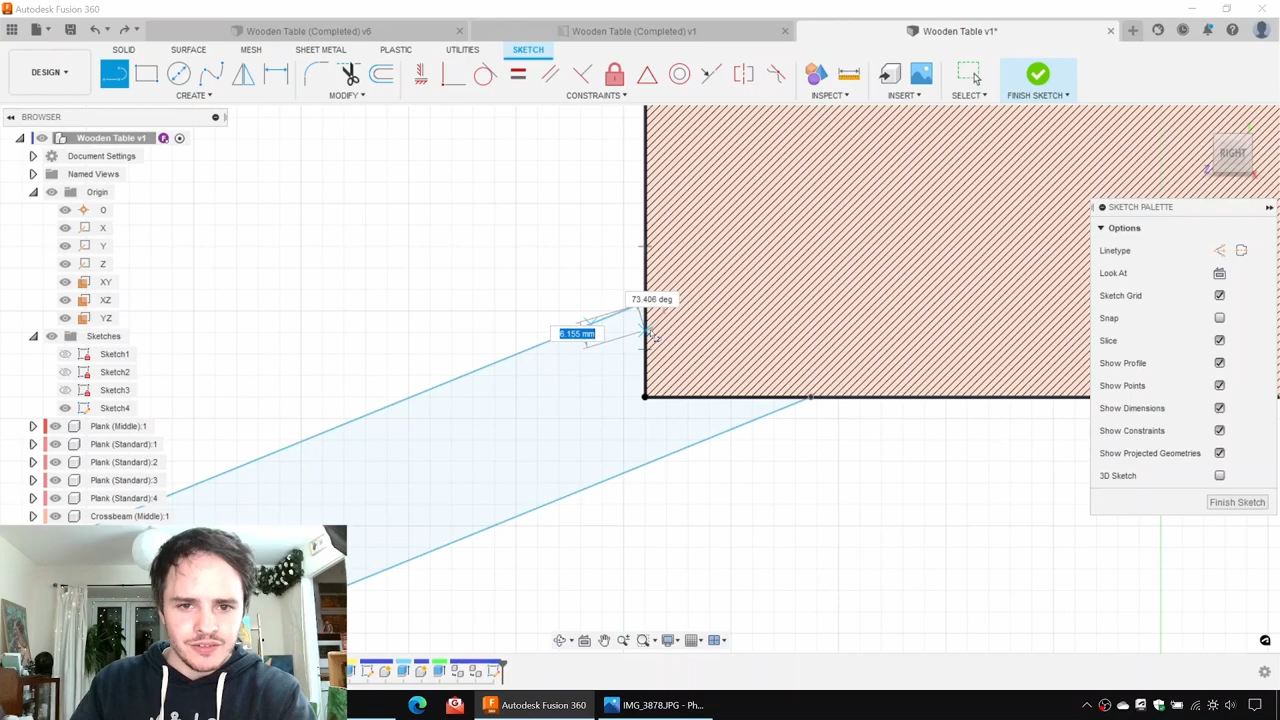 Autodesk Fusion 360
Wooden Table (Completed) v6
Wooden Table (Completed) v1
Wooden Table v1*
DESIGN
SOLID
SURFACE
MESH
SHEET METAL
PLASTIC
UTILITIES
SKETCH
CREATE
MODIFY
CONSTRAINTS
INSPECT
INSERT
SELECT
FINISH SKETCH
BROWSER
Wooden Table v1
Document Settings
Named Views
Origin
O
X
Y
Z
XY
XZ
YZ
Sketches
Sketch1
Sketch2
Sketch3
Sketch4
Plank (Middle):1
Plank (Standard):1
Plank (Standard):2
Plank (Standard):3
Plank (Standard):4
Crossbeam (Middle):1
73.406 deg
6.155 mm
RIGHT
Z
X
Y
SKETCH PALETTE
Options
Linetype
Look At
Sketch Grid
Snap
Slice
Show Profile
Show Points
Show Dimensions
Show Constraints
Show Projected Geometries
3D Sketch
Finish Sketch
Autodesk Fusion 360
IMG_3878.JPG - Ph...